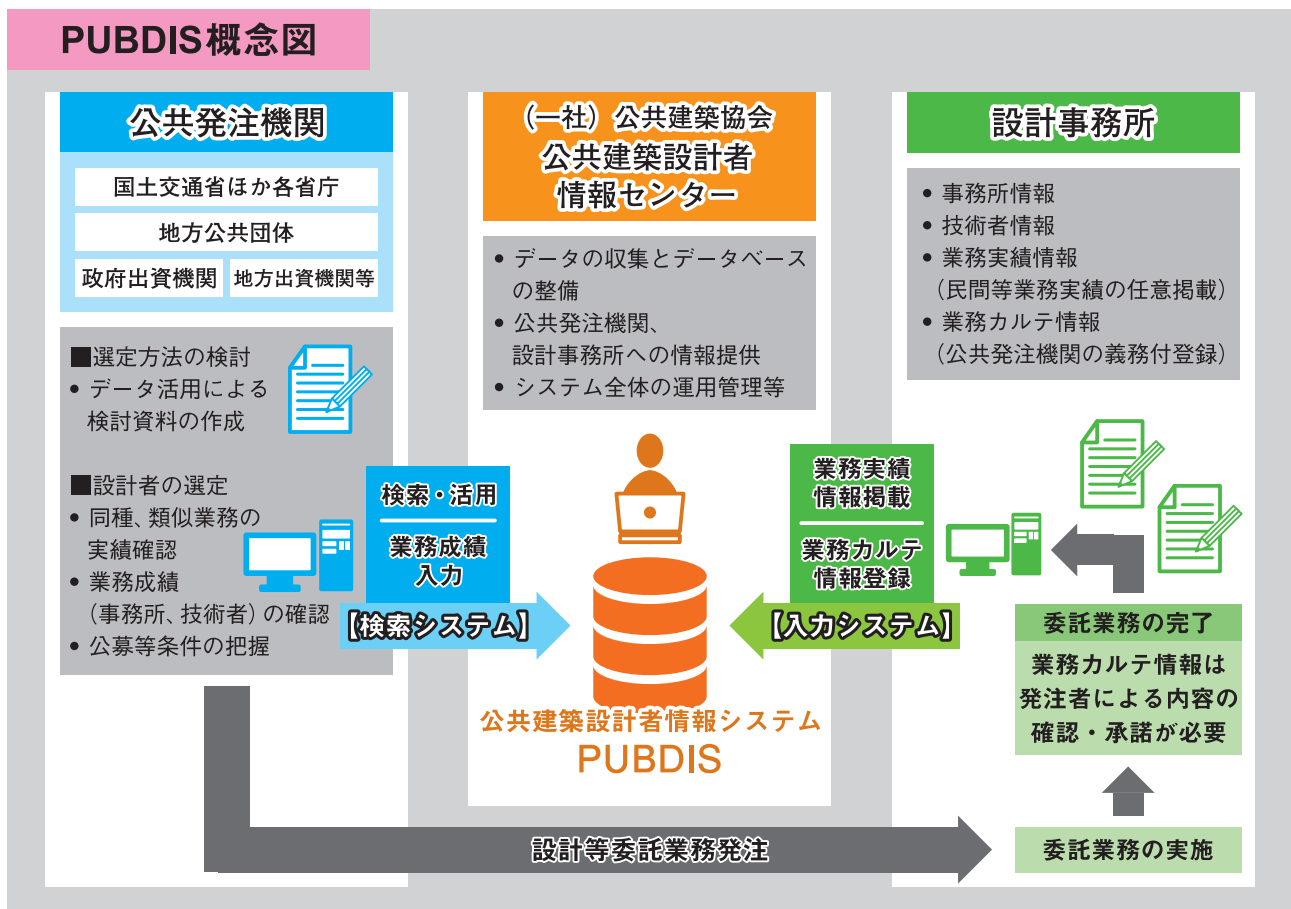 PUBDIS概念図
公共発注機関
国土交通省ほか各省庁
地方公共団体
政府出資機関
地方出資機関等
■選定方法の検討
• データ活用による
検討資料の作成
■設計者の選定
• 同種、類似業務の
実績確認
• 業務成績
（事務所、技術者）の確認
• 公募等条件の把握
検索・活用
業務成績
入力
【検索システム】
（一社）公共建築協会
公共建築設計者
情報センター
• データの収集とデータベース
の整備
• 公共発注機関、
設計事務所への情報提供
• システム全体の運用管理等
公共建築設計者情報システム
PUBDIS
設計事務所
• 事務所情報
• 技術者情報
• 業務実績情報
（民間等業務実績の任意掲載）
• 業務カルテ情報
（公共発注機関の義務付登録）
業務実績
情報掲載
業務カルテ
情報登録
【入力システム】
委託業務の完了
業務カルテ情報は
発注者による内容の
確認・承諾が必要
委託業務の実施
設計等委託業務発注